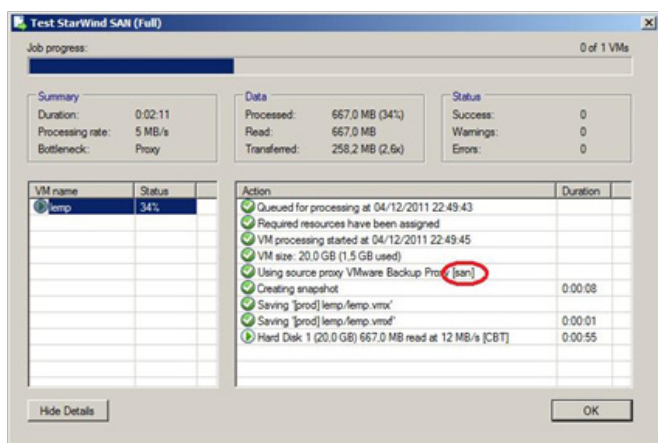 Test StarWind SAN (Full)
Job progress: 0 of 1 VMs
Summary
Duration: 0:02:11
Processing rate: 5 MB/s
Bottleneck: Proxy
Data
Processed: 667,0 MB (34%)
Read: 667,0 MB
Transferred: 258,2 MB (2,6x)
Status
Success: 0
Warnings: 0
Errors: 0
VM name Status
lemp 34%
Action Duration
Queued for processing at 04/12/2011 22:49:43
Required resources have been assigned
VM processing started at 04/12/2011 22:49:45
VM size: 20,0 GB (1,5 GB used)
Using source proxy VMware Backup Proxy [san]
Creating snapshot 0:00:08
Saving '[prod] lemp/lemp.vmx'
Saving '[prod] lemp/lemp.vmxf' 0:00:01
Hard Disk 1 (20,0 GB) 667,0 MB read at 12 MB/s [CBT] 0:00:55
Hide Details OK